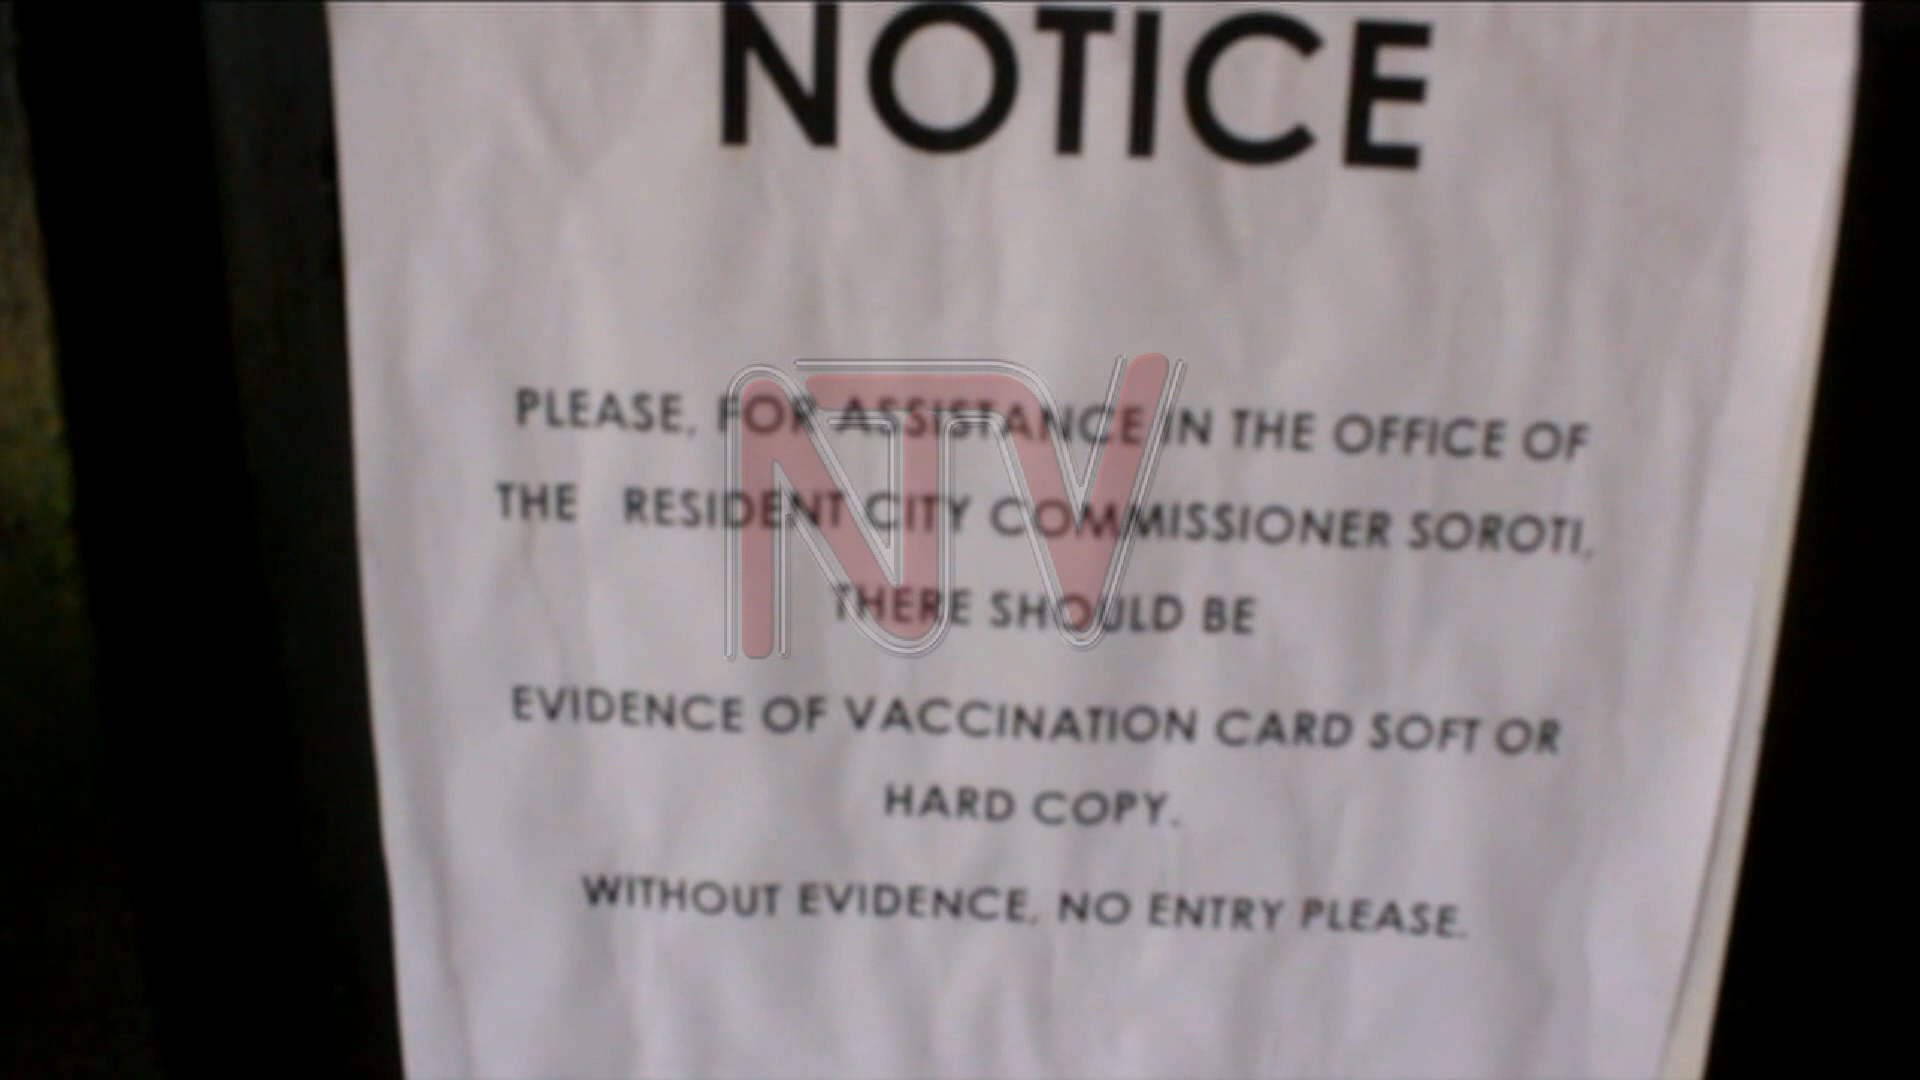 NOTICE
PLEASE, FOR ASSISTANCE IN THE OFFICE OF
THE RESIDENT CITY COMMISSIONER SOROTI,
THERE SHOULD BE
EVIDENCE OF VACCINATION CARD SOFT OR
HARD COPY.
WITHOUT EVIDENCE, NO ENTRY PLEASE.
NTV